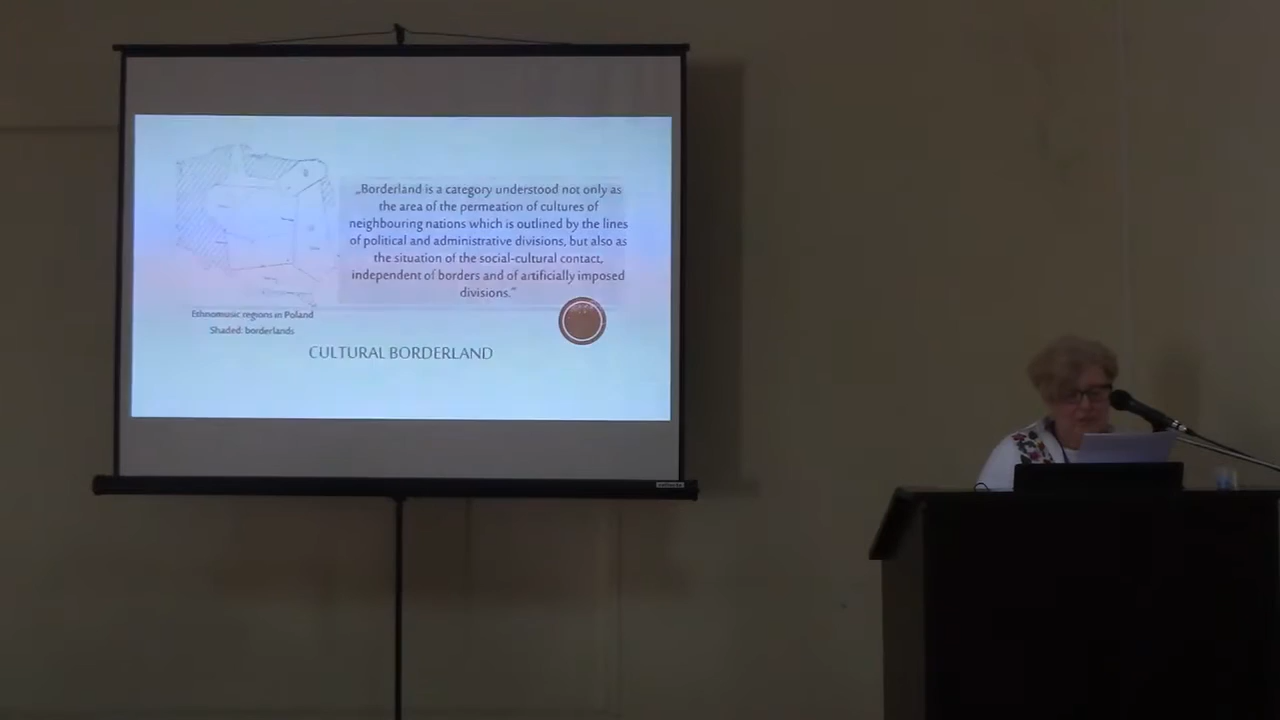 „Borderland is a category understood not only as
the area of the permeation of cultures of
neighbouring nations which is outlined by the lines
of political and administrative divisions, but also as
the situation of the social-cultural contact,
independent of borders and of artificially imposed
divisions."
Ethnomusic regions in Poland
Shaded: borderlands
CULTURAL BORDERLAND